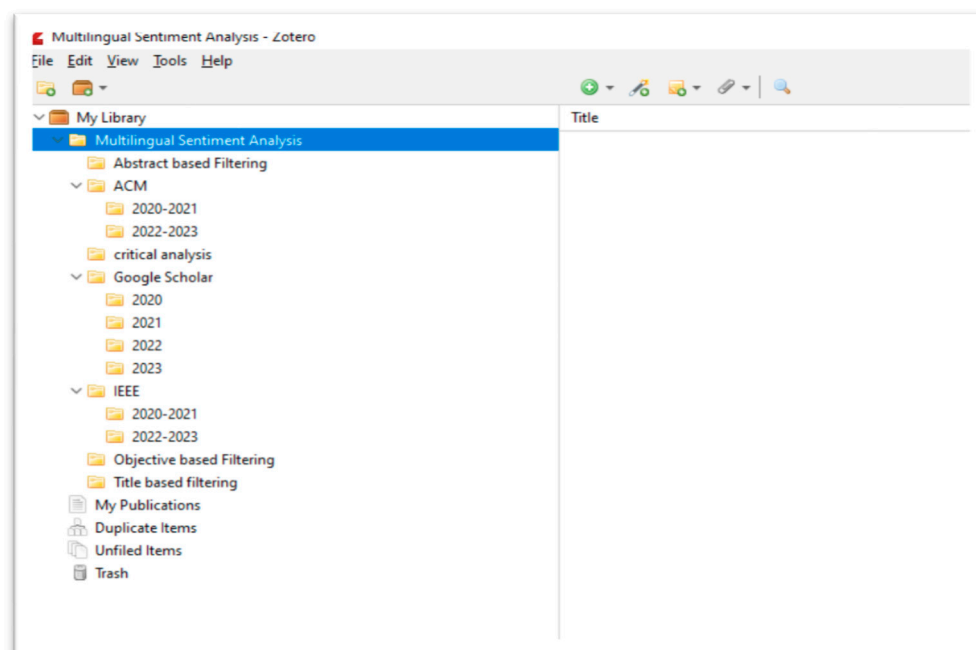 Multilingual Sentiment Analysis - Zotero
File Edit View Tools Help
My Library
Title
Multilingual Sentiment Analysis
Abstract based Filtering
ACM
2020-2021
2022-2023
critical analysis
Google Scholar
2020
2021
2022
2023
IEEE
2020-2021
2022-2023
Objective based Filtering
Title based filtering
My Publications
Duplicate Items
Unfiled Items
Trash